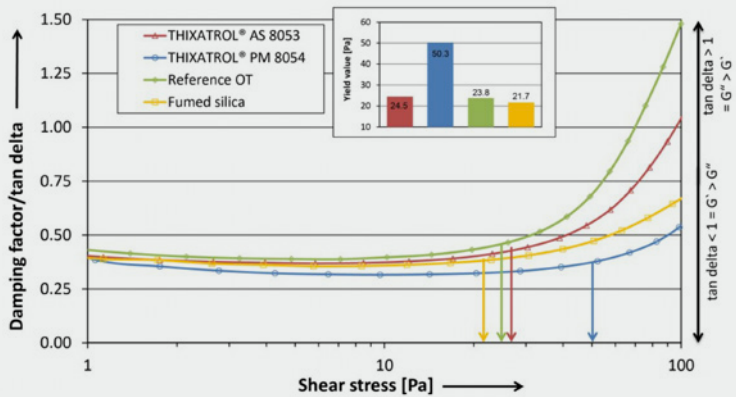 Damping factor/tan delta
1.50
1.25
1.00
0.75
0.50
0.25
0.00
THIXATROL® AS 8053
THIXATROL® PM 8054
Reference OT
Fumed silica
Yield value [Pa]
60
50
40
30
20
10
24.5
50.3
23.8
21.7
tan delta > 1
= G" > G`
tan delta < 1 = G` > G"
1
10
100
Shear stress [Pa]